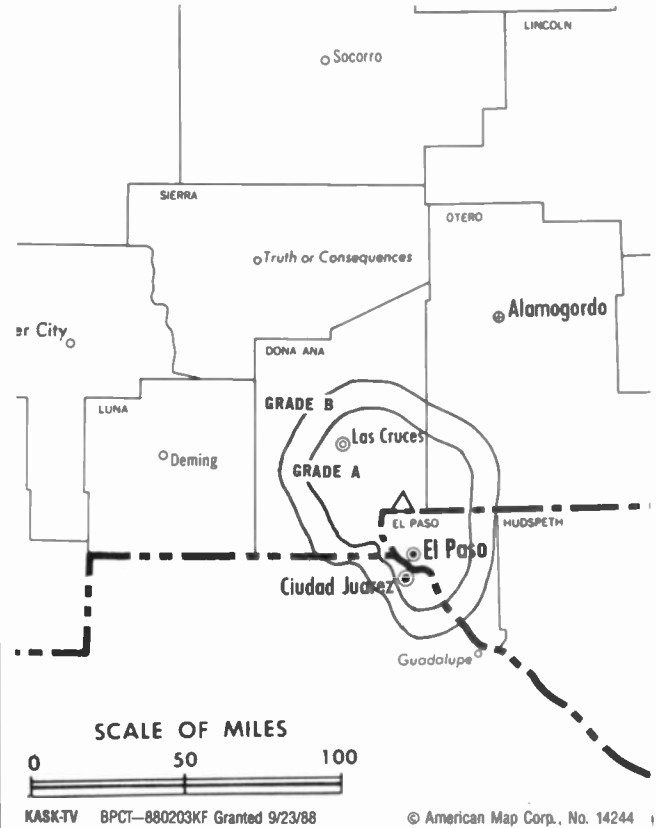 LINCOLN
Socorro
SIERRA
OTERO
Truth or Consequences
Alamogordo
er City
DONA ANA
GRADE B
LUNA
Las Cruces
Deming
GRADE A
EL PASO
HUDSPETH
El Paso
Ciudad Juarez
Guadalupe
SCALE OF MILES
0 50 100
KASK-TV BPCT—880203KF Granted 9/23/88 © American Map Corp., No. 14244